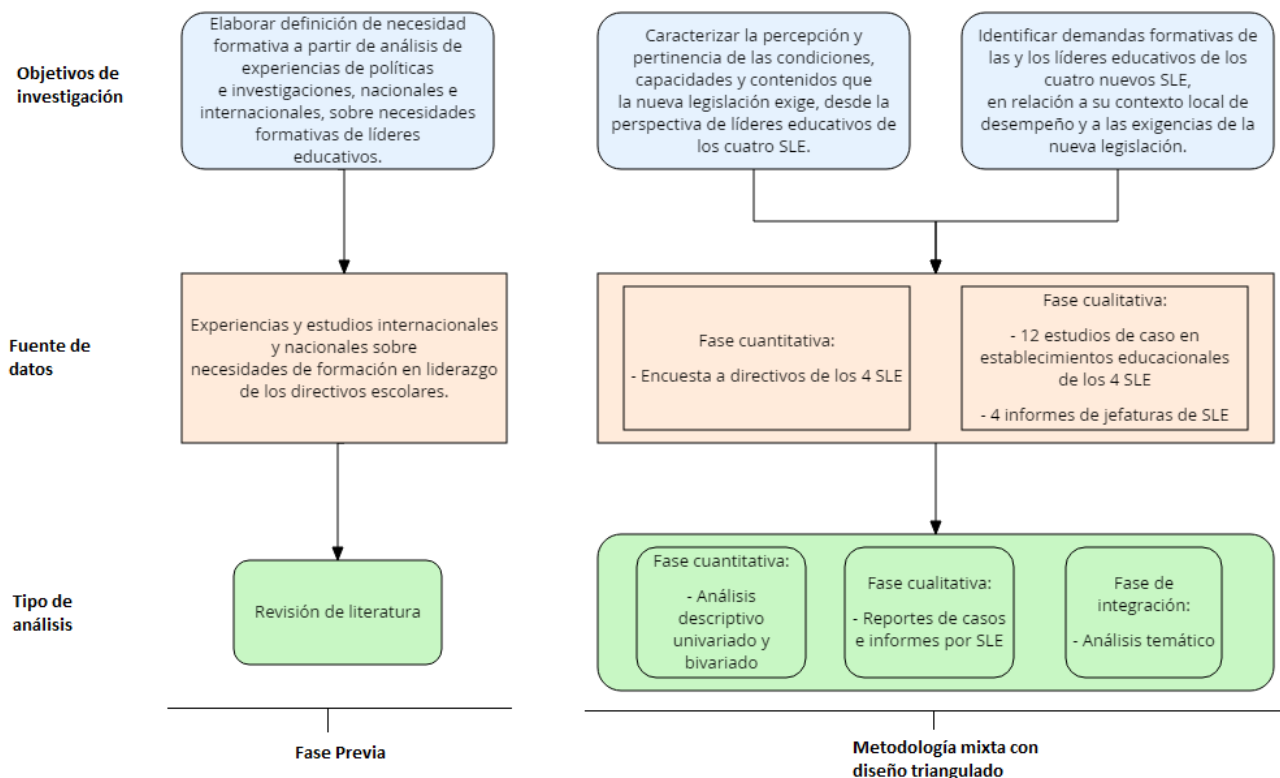 Objetivos de
investigación
Elaborar definición de necesidad
formativa a partir de análisis de
experiencias de políticas
e investigaciones, nacionales e
internacionales, sobre necesidades
formativas de líderes
educativos.
Caracterizar la percepción y
pertinencia de las condiciones,
capacidades y contenidos que
la nueva legislación exige, desde la
perspectiva de líderes educativos de
los cuatro SLE.
Identificar demandas formativas de
las y los líderes educativos de los
cuatro nuevos SLE,
en relación a su contexto local de
desempeño y a las exigencias de la
nueva legislación.
Fuente de
datos
Experiencias y estudios internacionales
y nacionales sobre
necesidades de formación en liderazgo
de los directivos escolares.
Fase cuantitativa:
- Encuesta a directivos de los 4 SLE
Fase cualitativa:
- 12 estudios de caso en
establecimientos educacionales
de los 4 SLE
- 4 informes de jefaturas de SLE
Tipo de
análisis
Revisión de literatura
Fase cuantitativa:
- Análisis
descriptivo
univariado y
bivariado
Fase cualitativa:
- Reportes de casos
e informes por SLE
Fase de
integración:
- Análisis temático
Fase Previa
Metodología mixta con
diseño triangulado